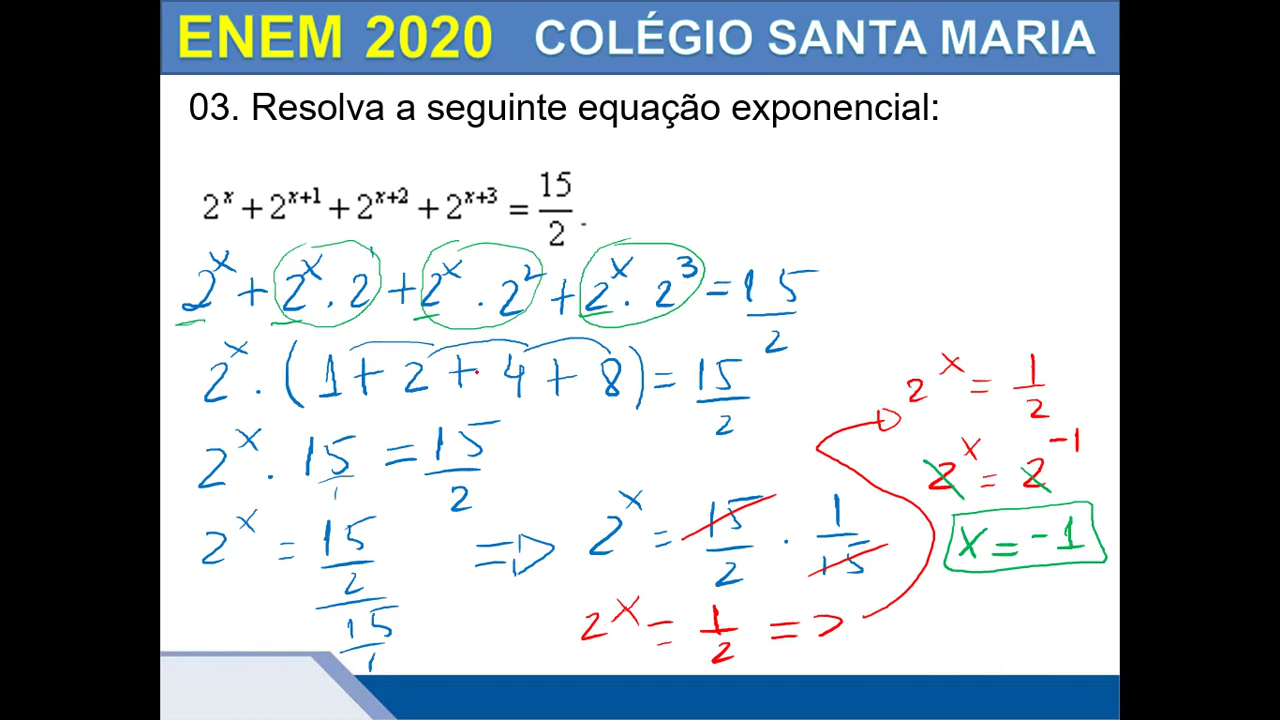 ENEM 2020 COLÉGIO SANTA MARIA
03. Resolva a seguinte equação exponencial:
2^x + 2^{x+1} + 2^{x+2} + 2^{x+3} = 15/2.
2^x + 2^x . 2^1 + 2^x . 2^2 + 2^x . 2^3 = 15/2
2^x . (1 + 2 + 4 + 8) = 15/2
2^x . 15/1 = 15/2
2^x = (15/2)/(15/1) => 2^x = 15/2 . 1/15
2^x = 1/2 =>
2^x = 1/2
2^x = 2^{-1}
x = -1